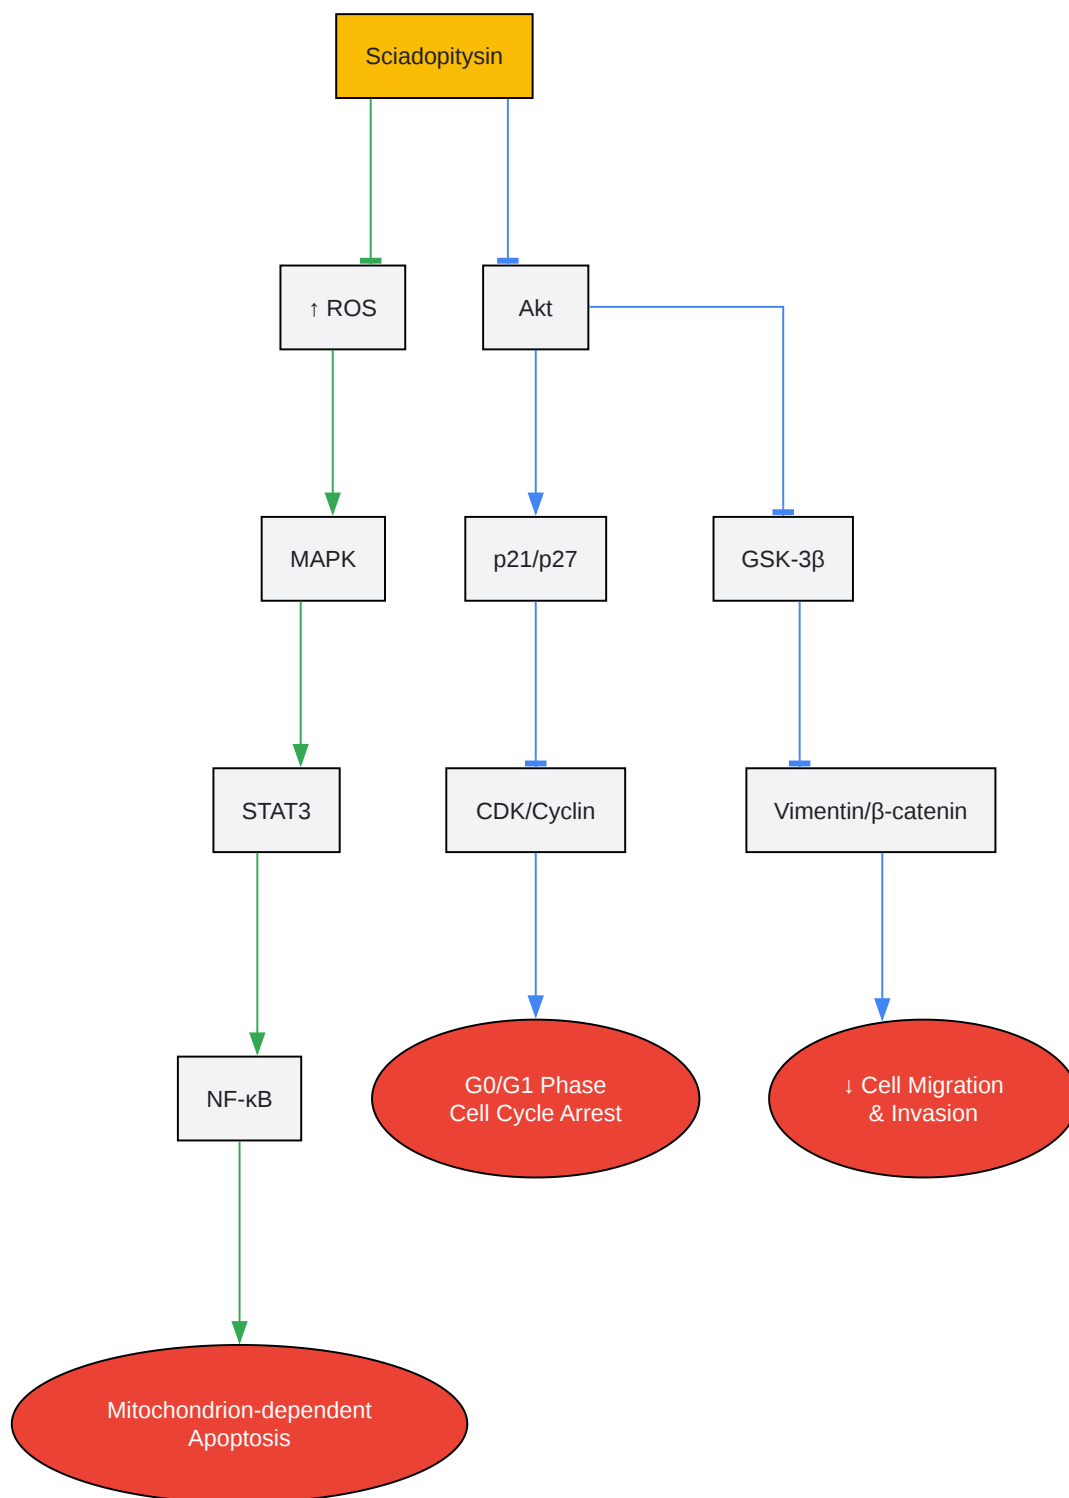 Sciadopitysin
↑ ROS
Akt
MAPK
p21/p27
GSK-3β
STAT3
CDK/Cyclin
Vimentin/β-catenin
NF-κB
G0/G1 Phase
Cell Cycle Arrest
↓ Cell Migration
& Invasion
Mitochondrion-dependent
Apoptosis